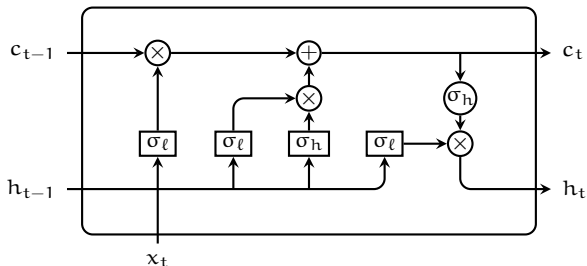 c_{t−1} × + c_t
× σ_h
σ_ℓ σ_ℓ σ_h σ_ℓ ×
h_{t−1} h_t
x_t